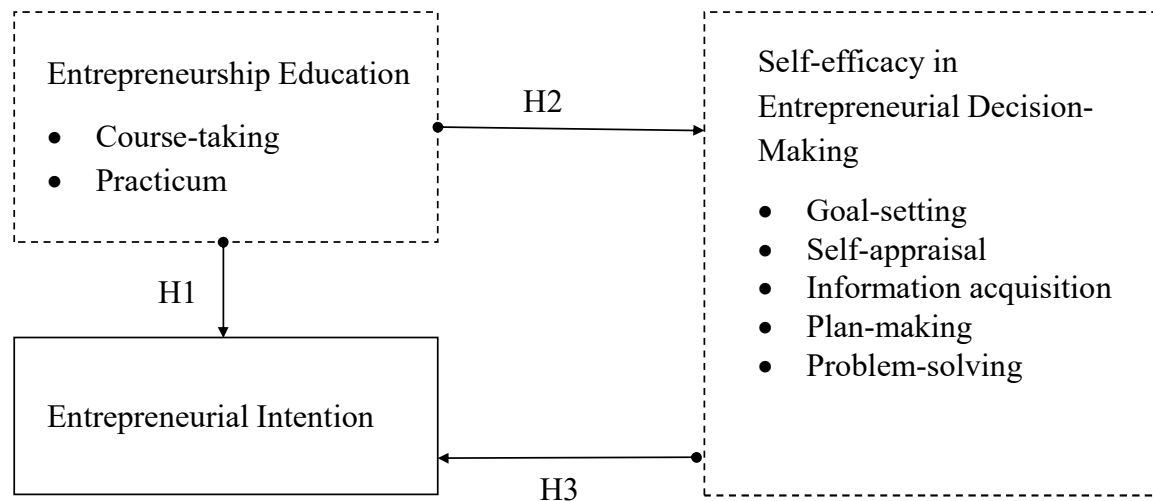 Entrepreneurship Education
• Course-taking
• Practicum
H2
Self-efficacy in
Entrepreneurial Decision-
Making
• Goal-setting
• Self-appraisal
• Information acquisition
• Plan-making
• Problem-solving
H1
Entrepreneurial Intention
H3